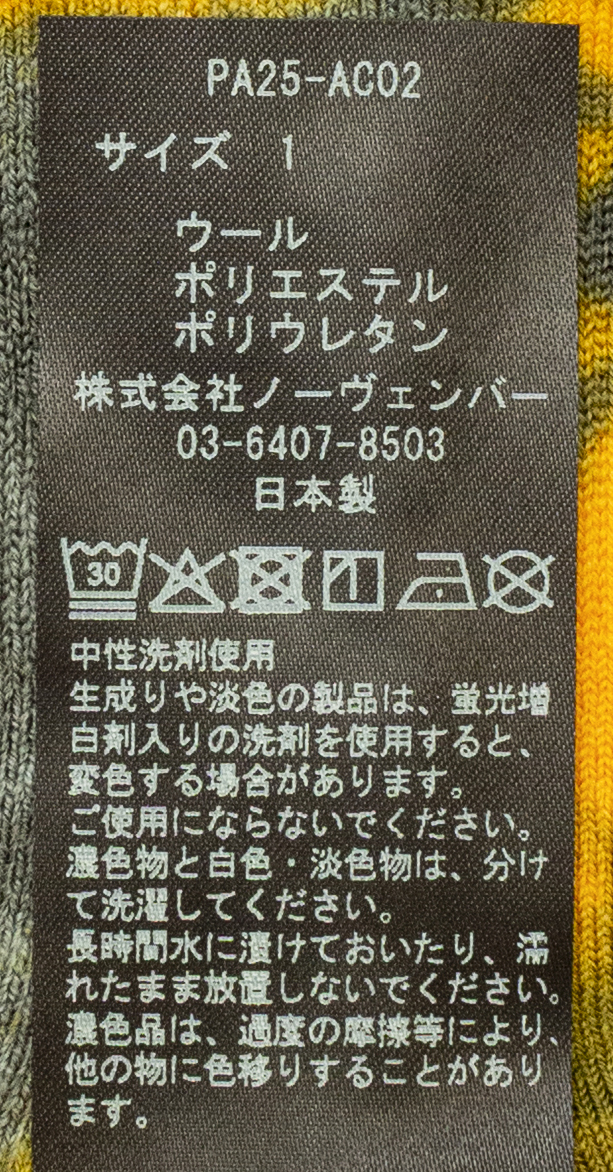 PA25-AC02
サイズ 1
ウール
ポリエステル
ポリウレタン
株式会社ノーヴェンバー
03-6407-8503
日本製
30
中性洗剤使用
生成りや淡色の製品は、蛍光増
白剤入りの洗剤を使用すると、
変色する場合があります。
ご使用にならないでください。
濃色物と白色・淡色物は、分け
て洗濯してください。
長時間水に漬けておいたり、濡
れたまま放置しないでください。
濃色品は、過度の摩擦等により、
他の物に色移りすることがあり
ます。